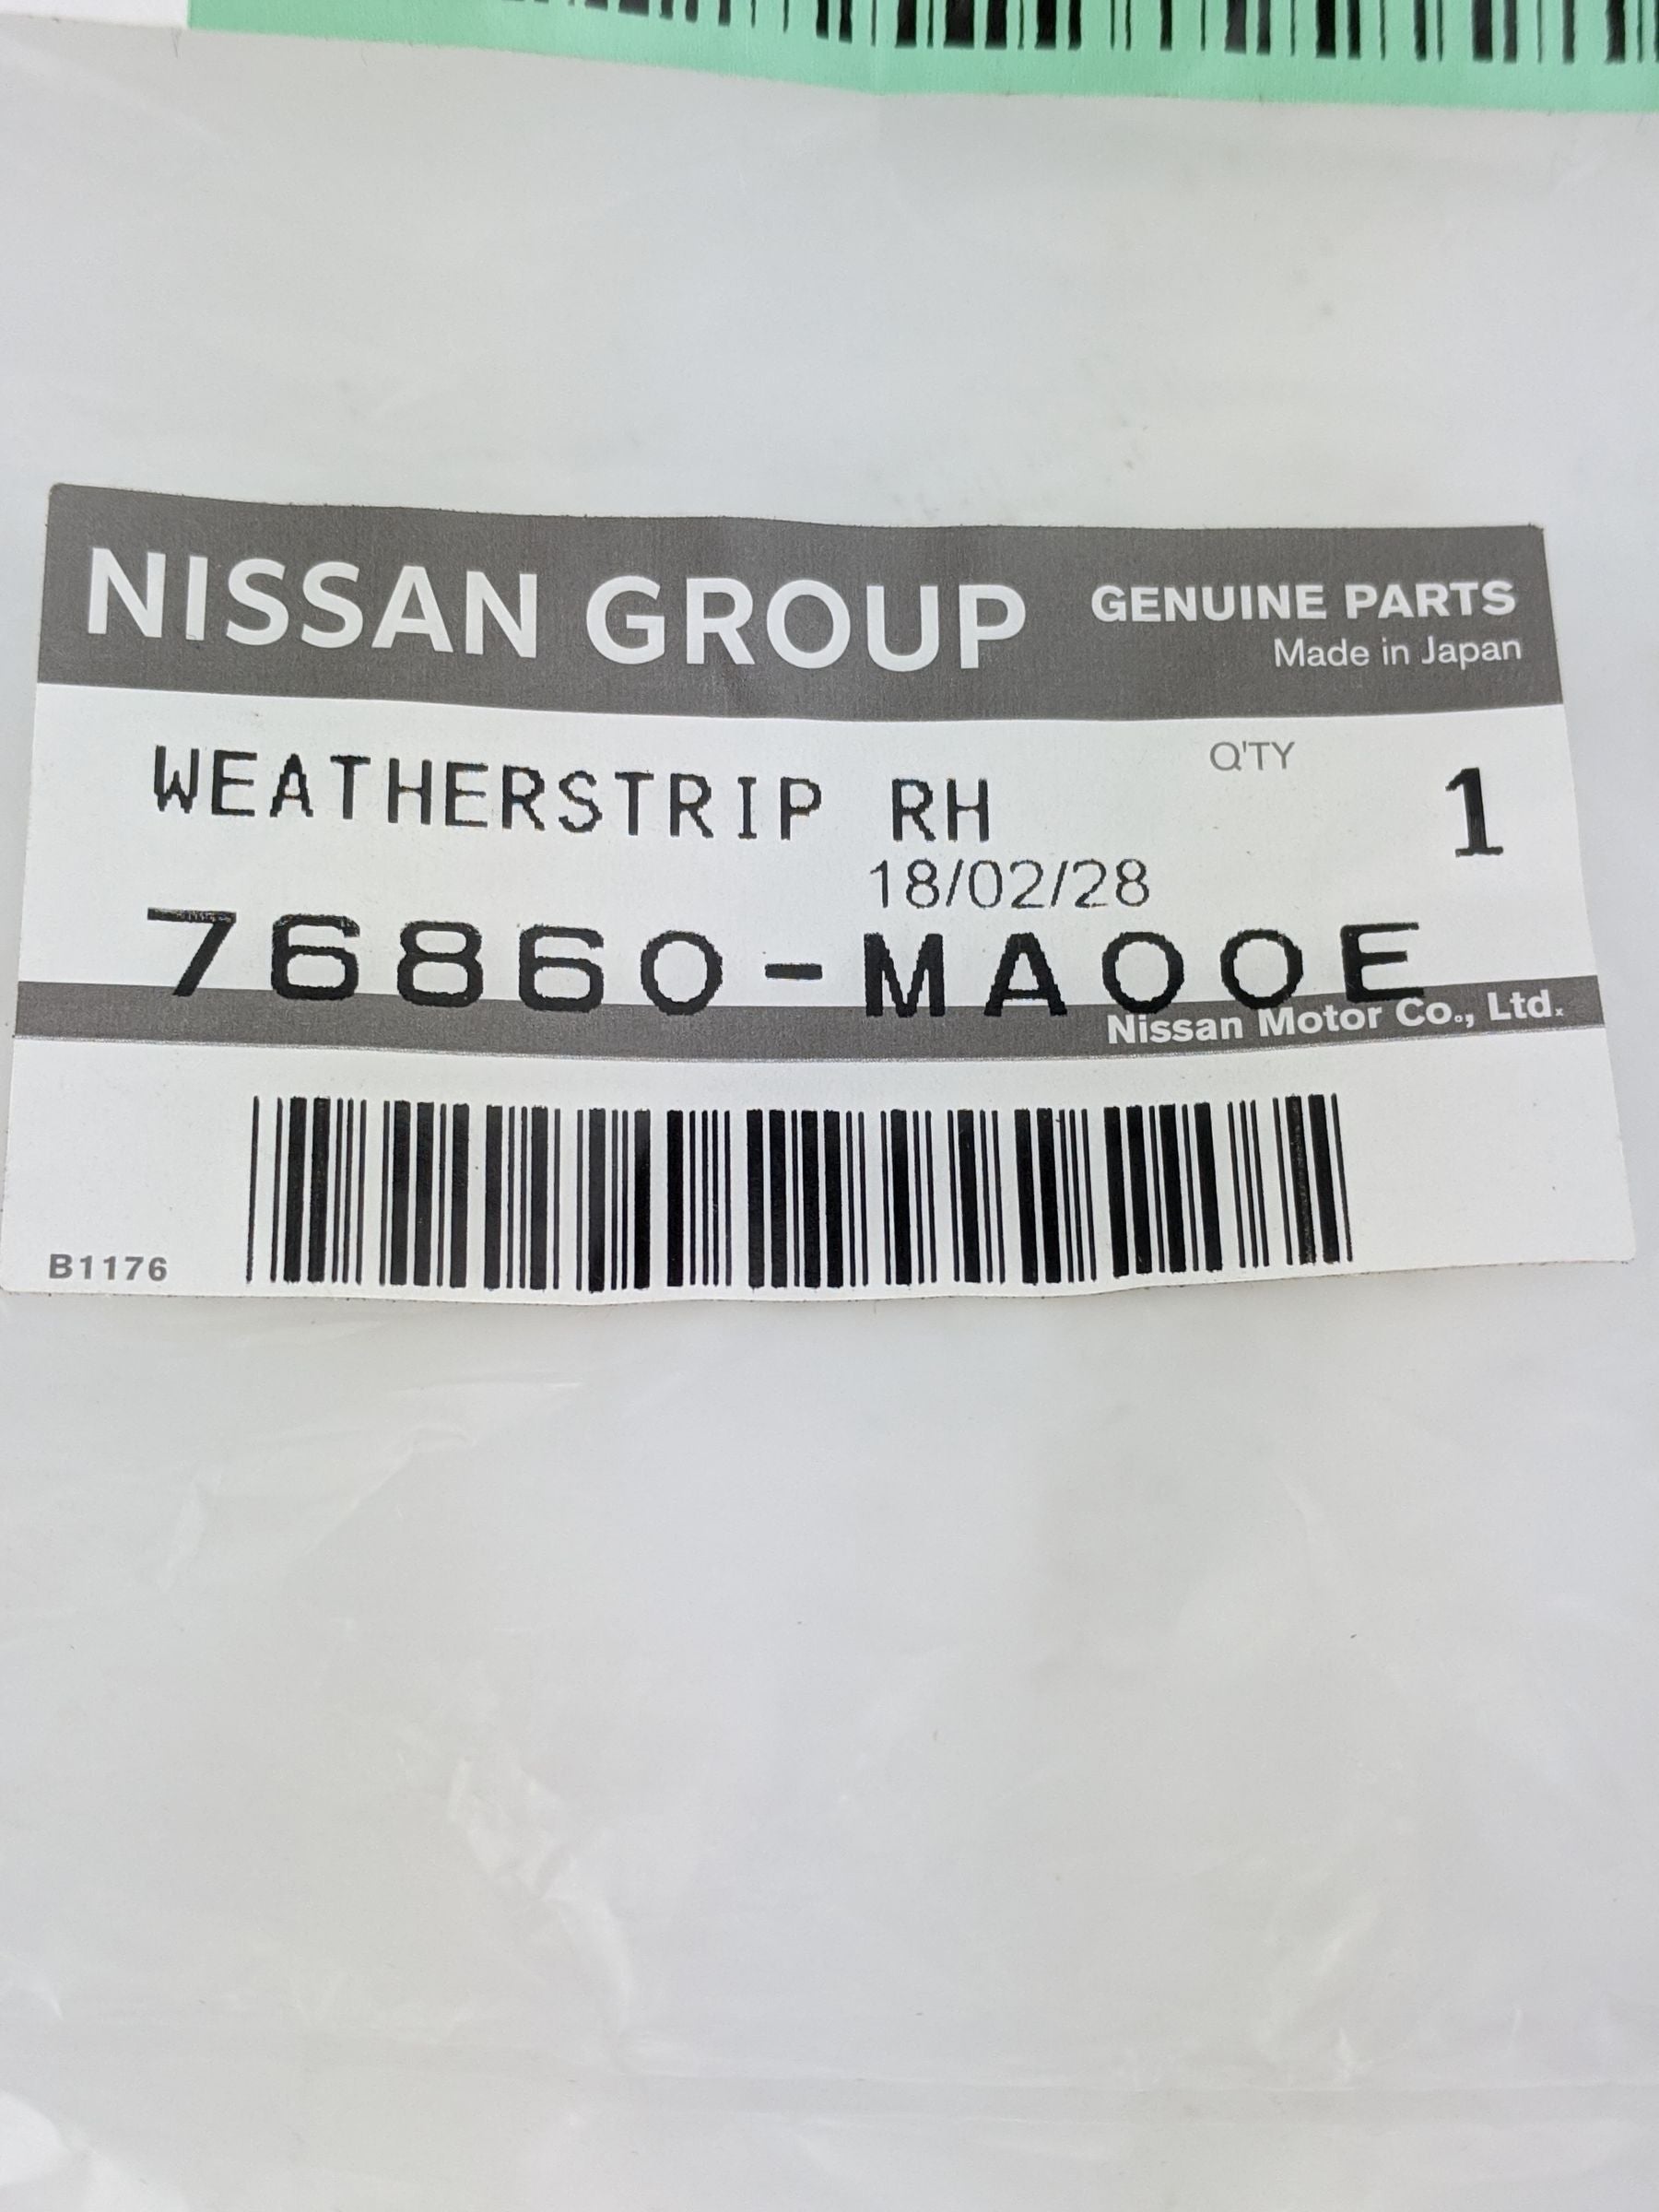 NISSAN GROUP
GENUINE PARTS
Made in Japan
WEATHERSTRIP RH
Q'TY
1
18/02/28
76860-MA00E
Nissan Motor Co., Ltd.
B1176